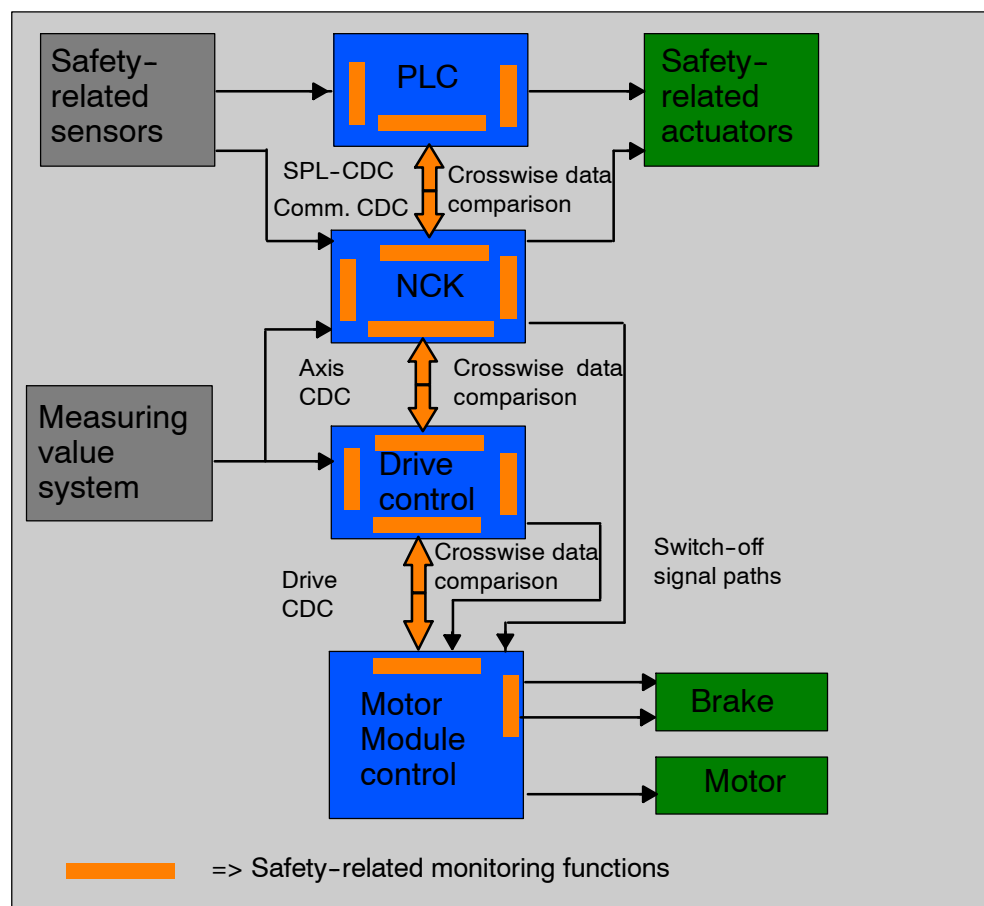 Safety-
related
sensors
PLC
Safety-
related
actuators
SPL-CDC
Comm. CDC
Crosswise data
comparison
NCK
Axis
CDC
Crosswise data
comparison
Measuring
value
system
Drive
control
Drive
CDC
Crosswise data
comparison
Switch-off
signal paths
Motor
Module
control
Brake
Motor
=> Safety-related monitoring functions